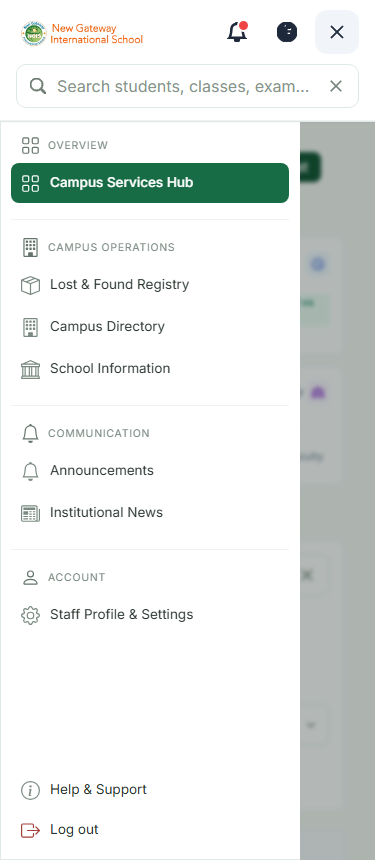 New Gateway
International School
Search students, classes, exam...
OVERVIEW
Campus Services Hub
CAMPUS OPERATIONS
Lost & Found Registry
Campus Directory
School Information
COMMUNICATION
Announcements
Institutional News
ACCOUNT
Staff Profile & Settings
Help & Support
Log out